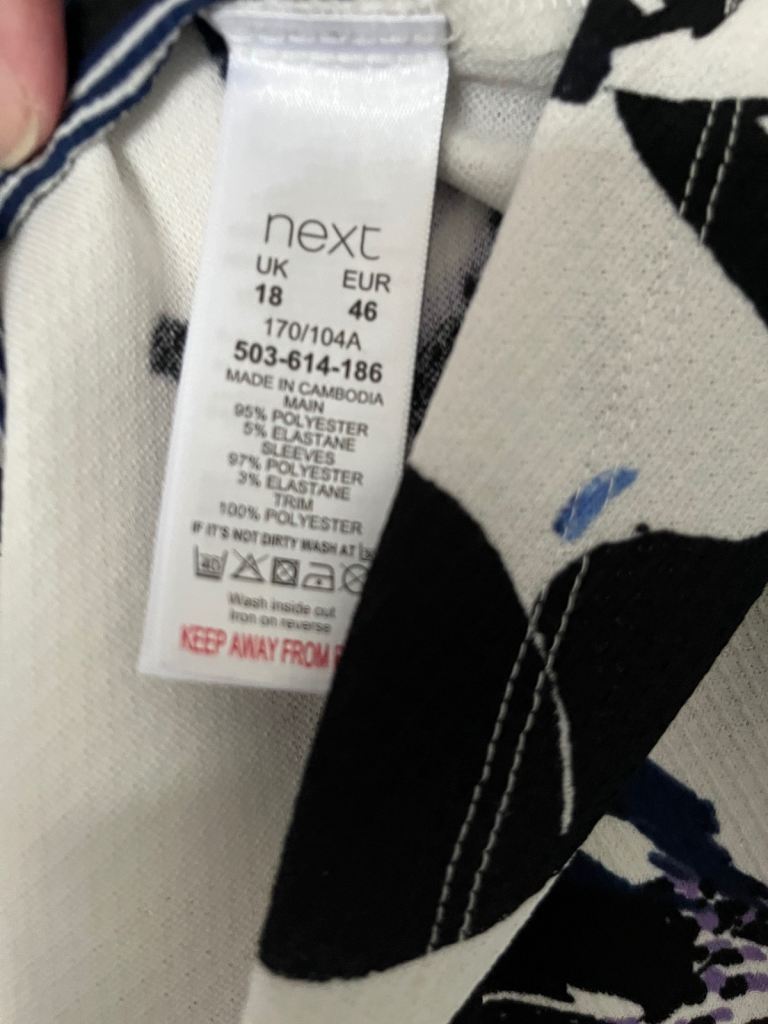 next
UK EUR
18 46
170/104A
503-614-186
MADE IN CAMBODIA
MAIN
95% POLYESTER
5% ELASTANE
SLEEVES
97% POLYESTER
3% ELASTANE
TRIM
100% POLYESTER
IF IT'S NOT DIRTY WASH AT
40
Wash inside out
Iron on reverse
KEEP AWAY FROM